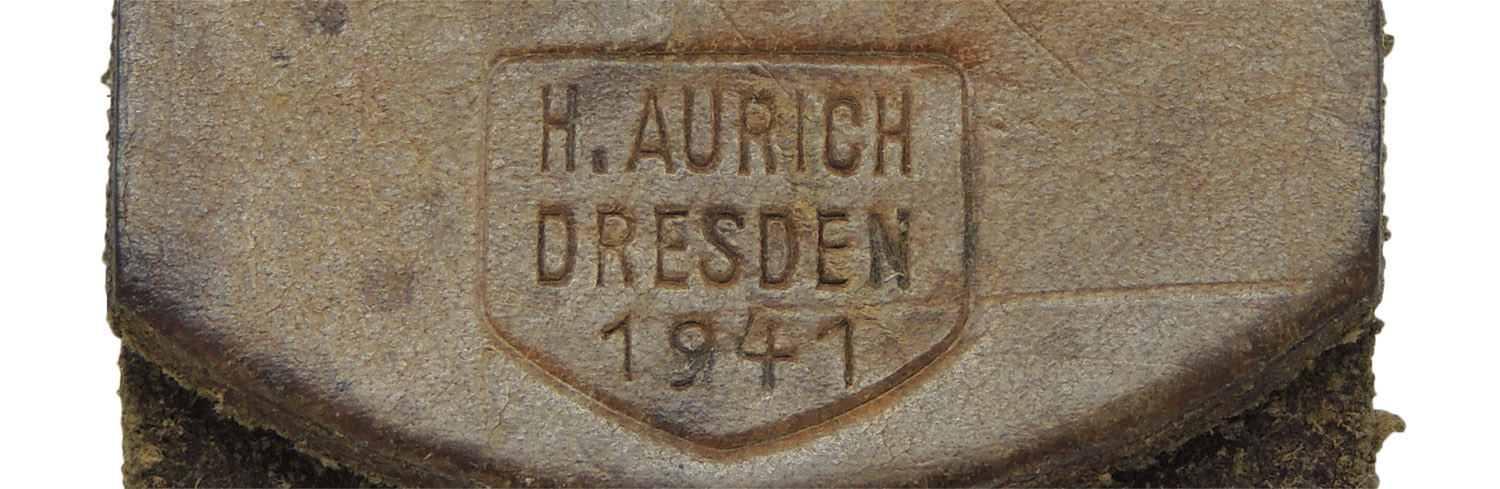 H. AURICH
DRESDEN
1941